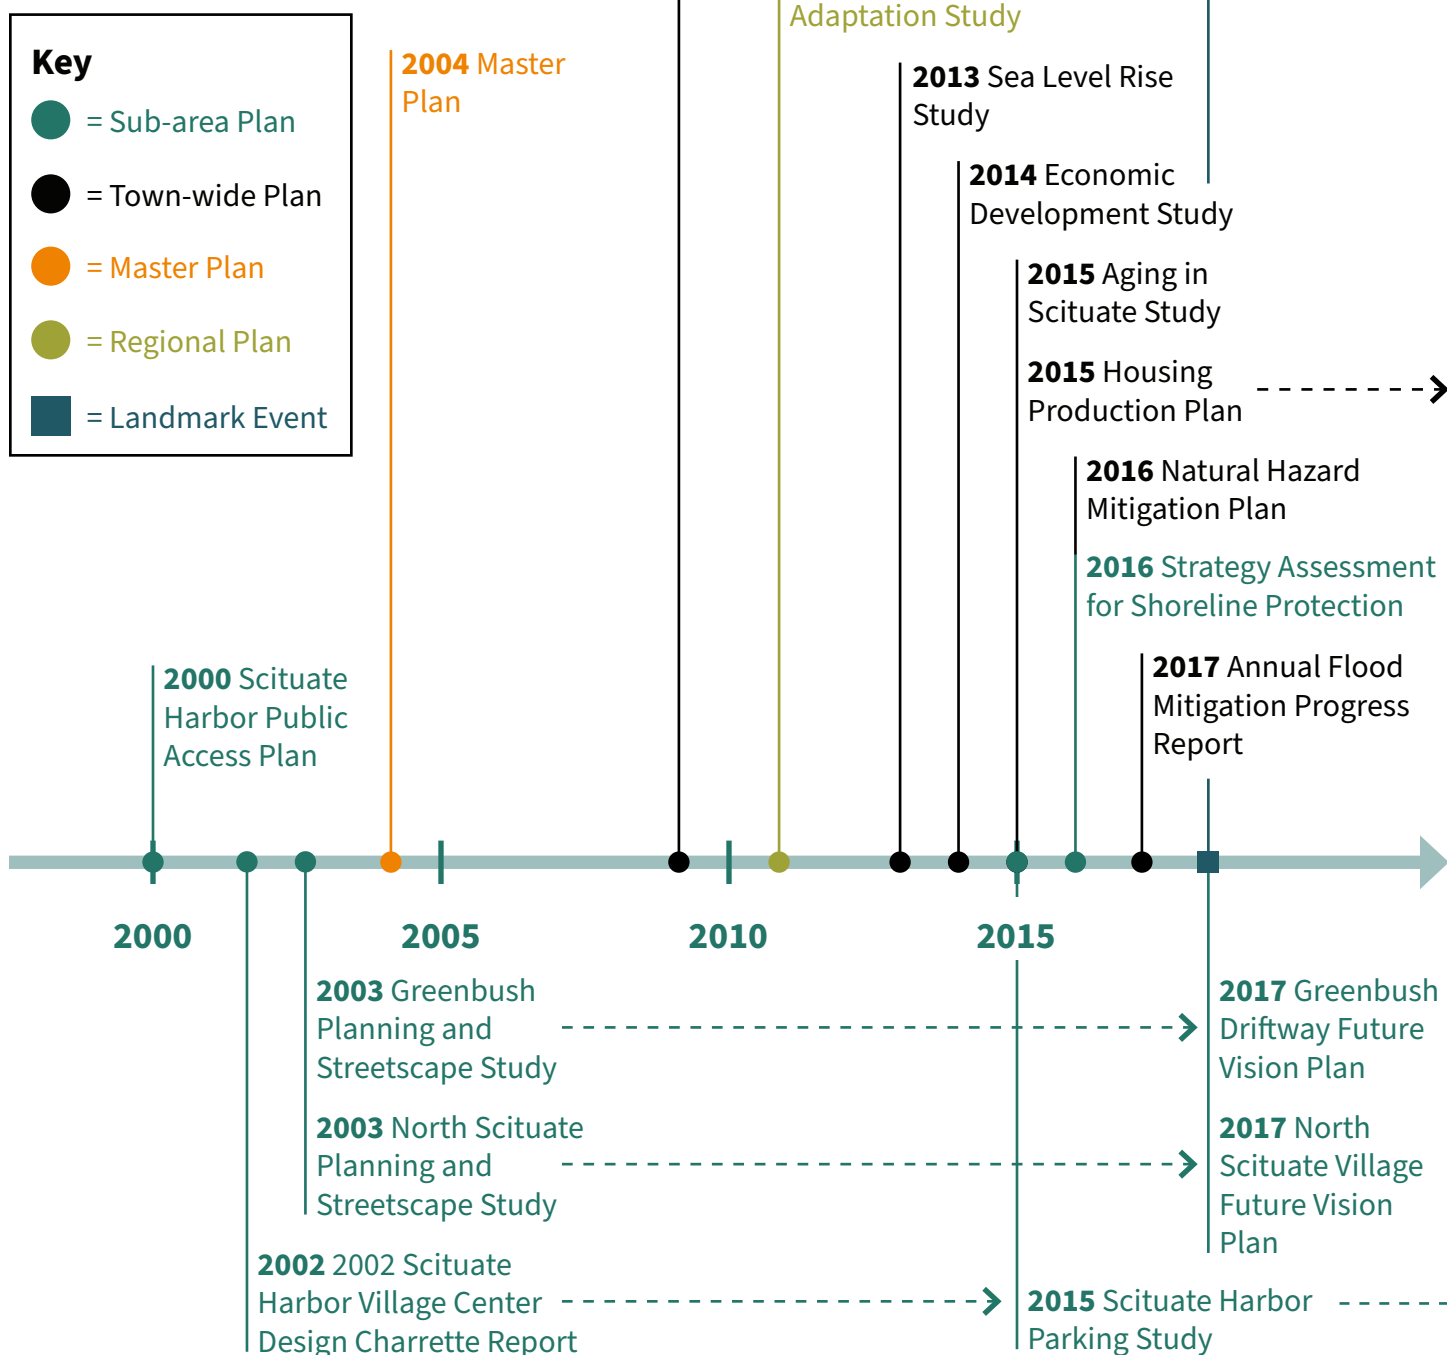 Adaptation Study
Key
= Sub-area Plan
= Town-wide Plan
= Master Plan
= Regional Plan
= Landmark Event
2004 Master
Plan
2013 Sea Level Rise
Study
2014 Economic
Development Study
2015 Aging in
Scituate Study
2015 Housing
Production Plan
2016 Natural Hazard
Mitigation Plan
2016 Strategy Assessment
for Shoreline Protection
2000 Scituate
Harbor Public
Access Plan
2017 Annual Flood
Mitigation Progress
Report
2000
2005
2010
2015
2003 Greenbush
Planning and
Streetscape Study
2017 Greenbush
Driftway Future
Vision Plan
2003 North Scituate
Planning and
Streetscape Study
2017 North
Scituate Village
Future Vision
Plan
2002 2002 Scituate
Harbor Village Center
Design Charrette Report
2015 Scituate Harbor
Parking Study